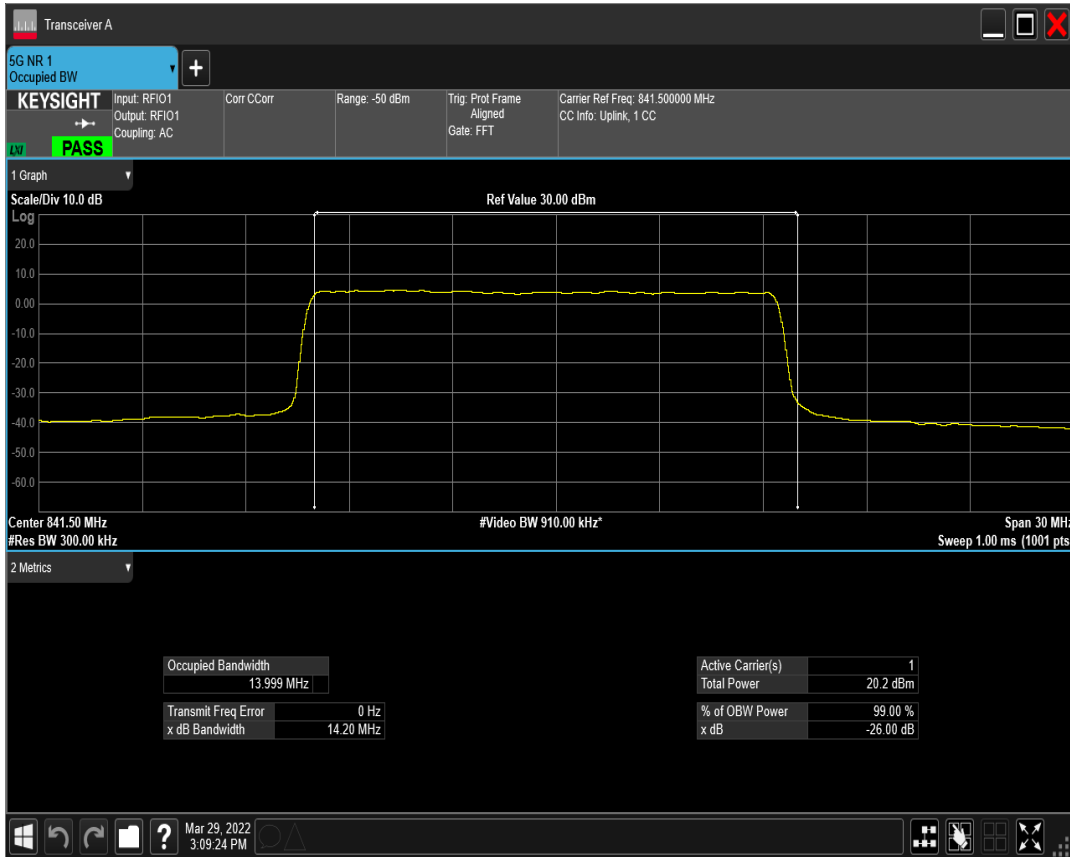 Transceiver A
5G NR 1
Occupied BW
+
KEYSIGHT
LXI
PASS
Input: RFIO1
Output: RFIO1
Coupling: AC
Corr CCorr
Range: -50 dBm
Trig: Prot Frame
Aligned
Gate: FFT
Carrier Ref Freq: 841.500000 MHz
CC Info: Uplink, 1 CC
1 Graph
Scale/Div 10.0 dB
Ref Value 30.00 dBm
Log
20.0
10.0
0.00
-10.0
-20.0
-30.0
-40.0
-50.0
-60.0
Center 841.50 MHz
#Video BW 910.00 kHz*
Span 30 MHz
#Res BW 300.00 kHz
Sweep 1.00 ms (1001 pts
2 Metrics
Occupied Bandwidth
13.999 MHz
Transmit Freq Error 0 Hz
x dB Bandwidth 14.20 MHz
Active Carrier(s) 1
Total Power 20.2 dBm
% of OBW Power 99.00 %
x dB -26.00 dB
?
Mar 29, 2022
3:09:24 PM